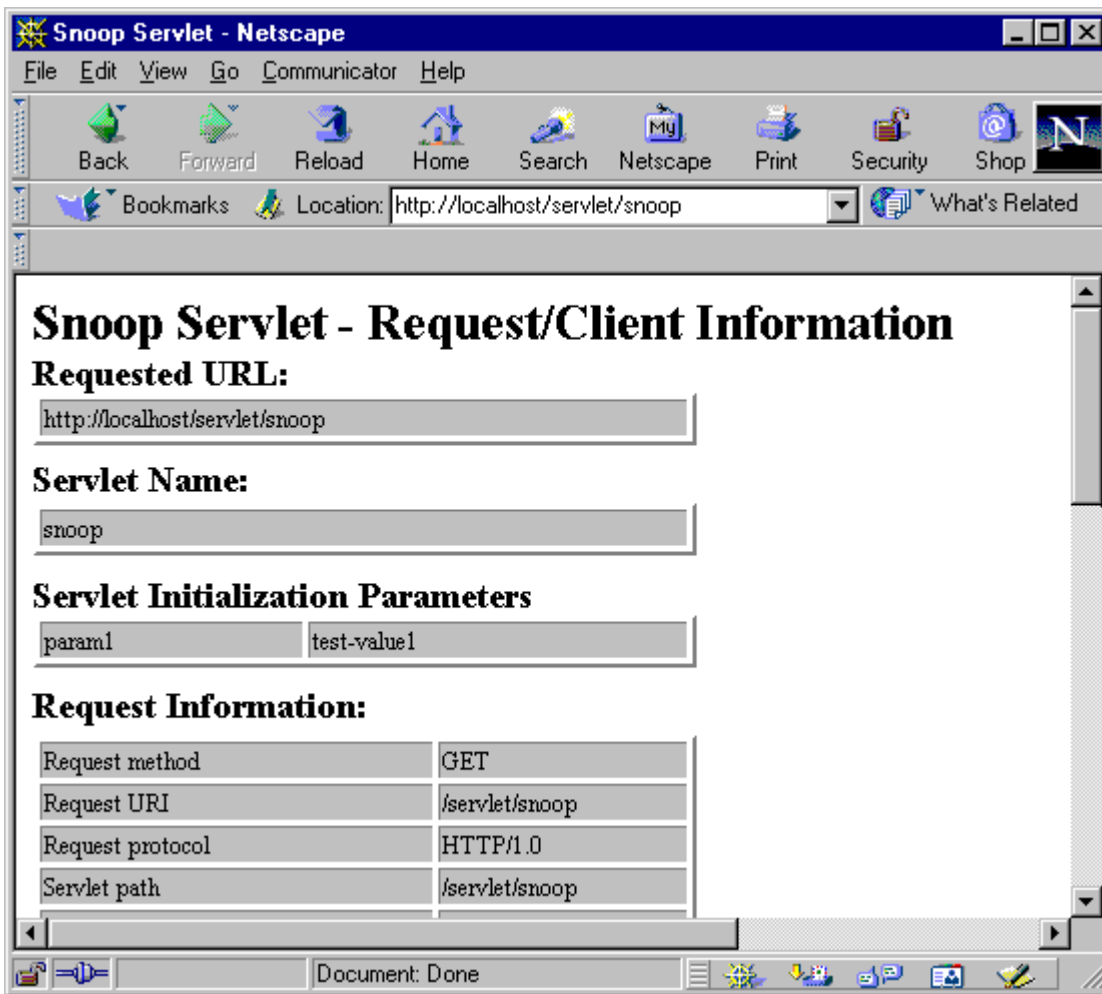 Snoop Servlet - Netscape
File Edit View Go Communicator Help
My N
Back Forward Reload Home Search Netscape Print Security Shop
Bookmarks Location: http://localhost/servlet/snoop What's Related
Snoop Servlet - Request/Client Information
Requested URL:
http://localhost/servlet/snoop
Servlet Name:
snoop
Servlet Initialization Parameters
param1 test-value1
Request Information:
Request method GET
Request URI /servlet/snoop
Request protocol HTTP/1.0
Servlet path /servlet/snoop
Document: Done